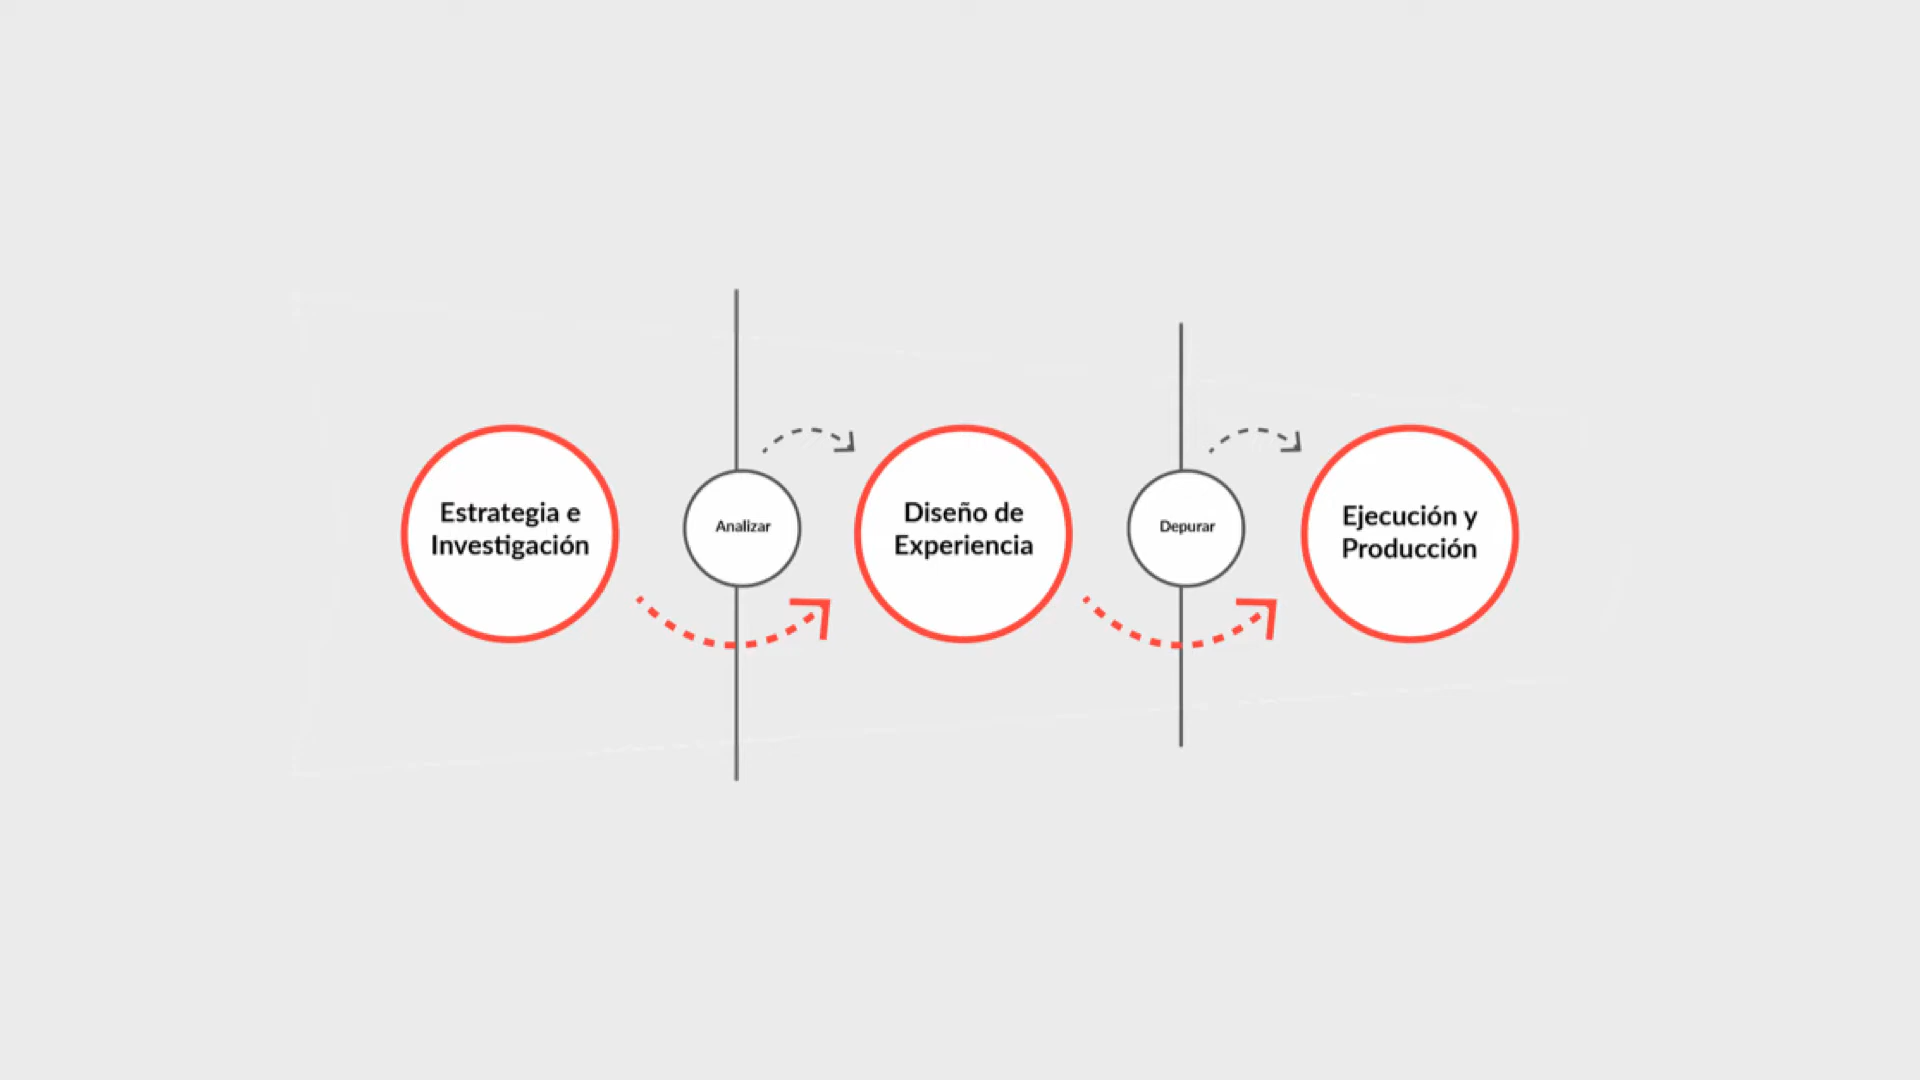 Estrategia e
Investigación
Analizar
Diseño de
Experiencia
Depurar
Ejecución y
Producción